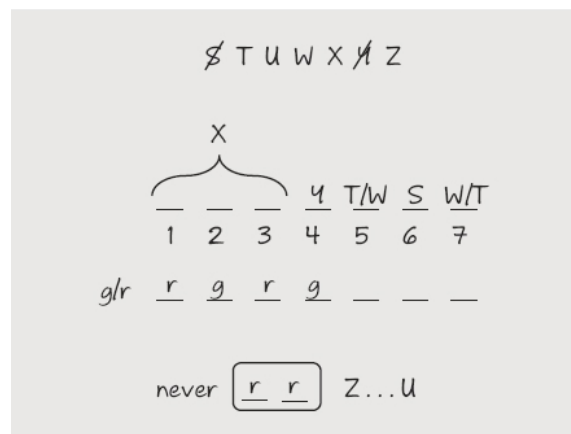 S T U W X Y Z
X
Y T/W S W/T
1 2 3 4 5 6 7
g/r r g r g
never r r Z...U